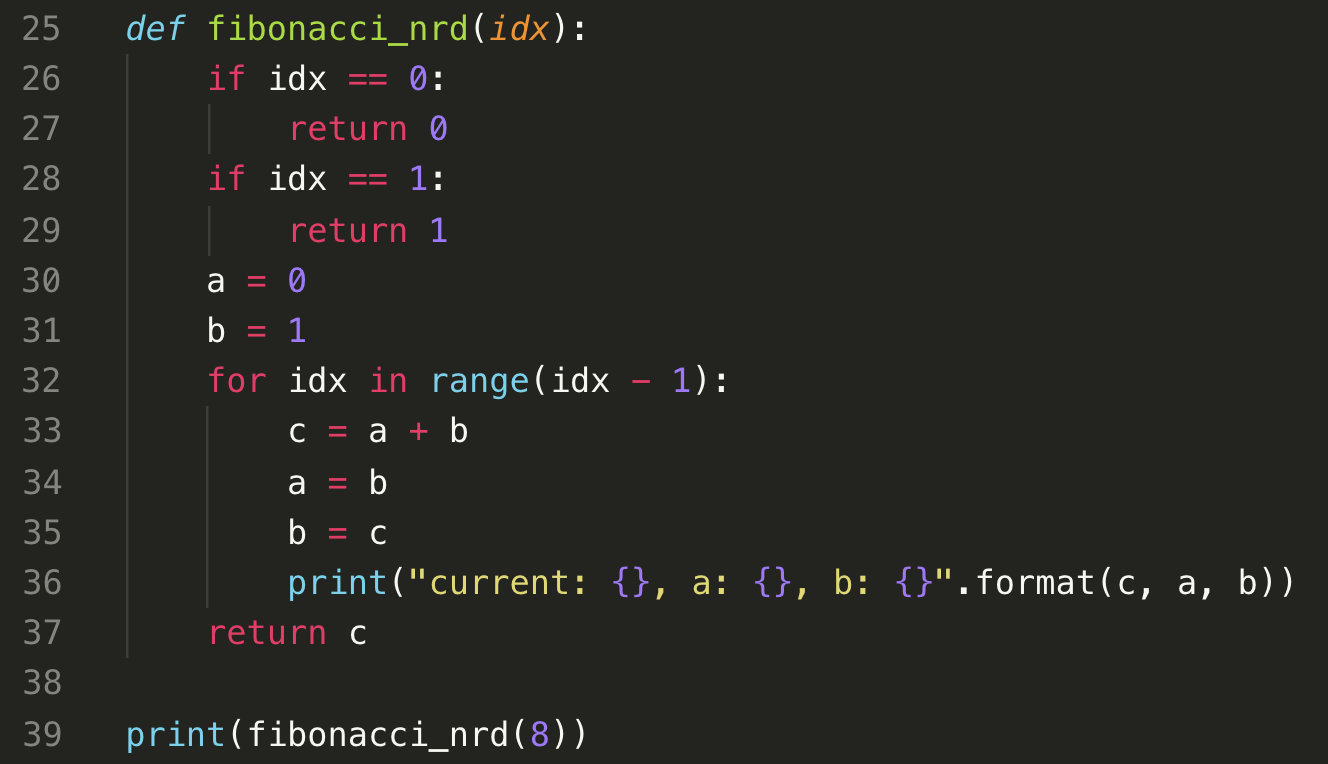 25 def fibonacci_nrd(idx):
26     if idx == 0:
27         return 0
28     if idx == 1:
29         return 1
30     a = 0
31     b = 1
32     for idx in range(idx - 1):
33         c = a + b
34         a = b
35         b = c
36         print("current: {}, a: {}, b: {}".format(c, a, b))
37     return c
38
39 print(fibonacci_nrd(8))